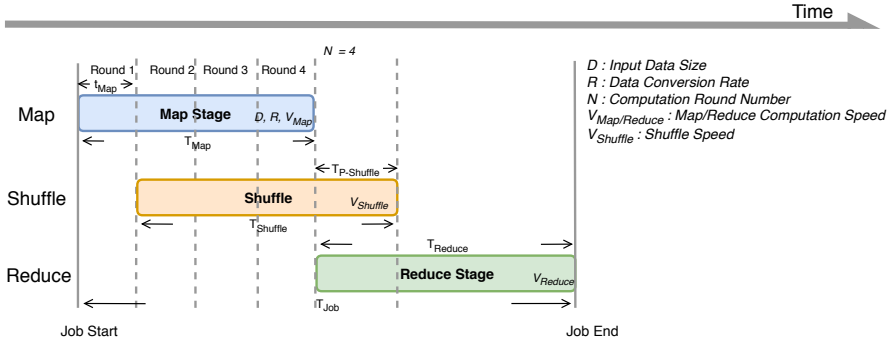 Time
N = 4
Round 1 Round 2 Round 3 Round 4
t_Map
D : Input Data Size
R : Data Conversion Rate
N : Computation Round Number
V_Map/Reduce : Map/Reduce Computation Speed
V_Shuffle : Shuffle Speed
Map
Map Stage D, R, V_Map
T_Map
T_P-Shuffle
Shuffle
Shuffle V_Shuffle
T_Shuffle
T_Reduce
Reduce
Reduce Stage V_Reduce
T_Job
Job Start
Job End